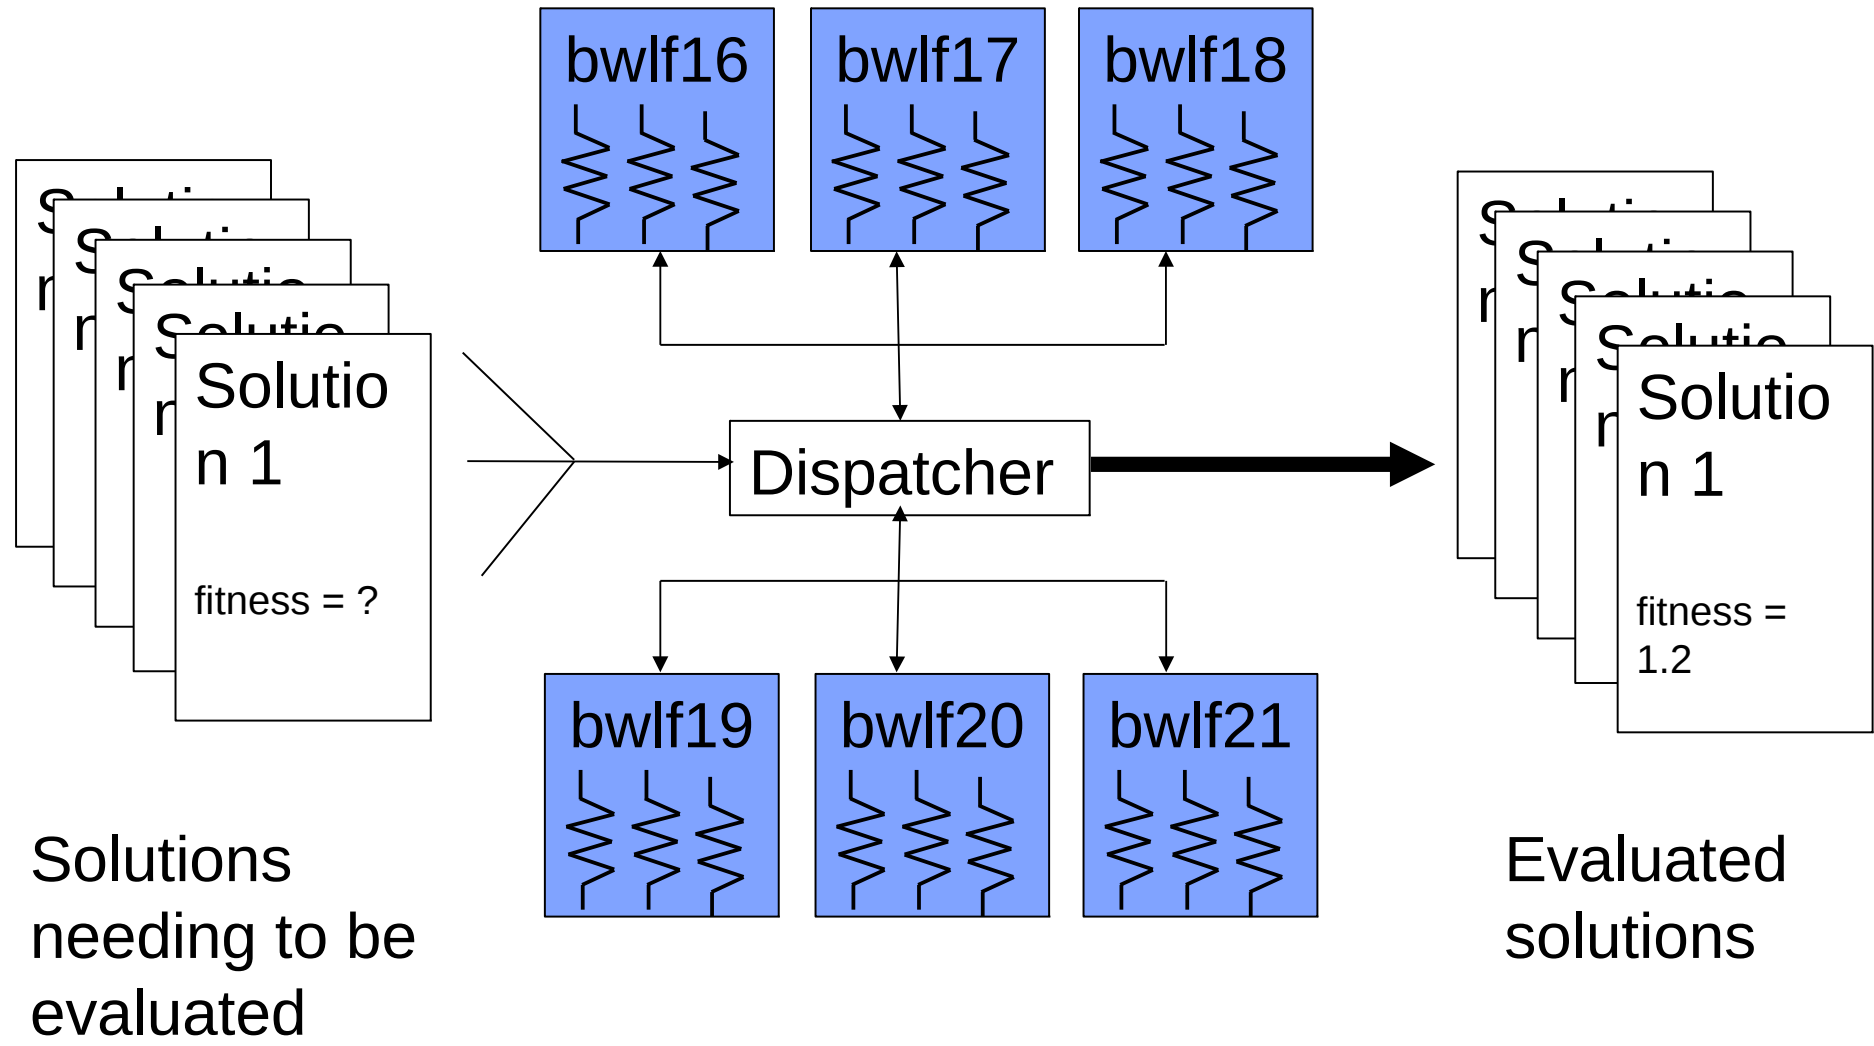 bwlf16
bwlf17
bwlf18
Solutio
n 1
fitness = ?
Dispatcher
Solutio
n 1
fitness =
1.2
bwlf19
bwlf20
bwlf21
Solutions
needing to be
evaluated
Evaluated
solutions